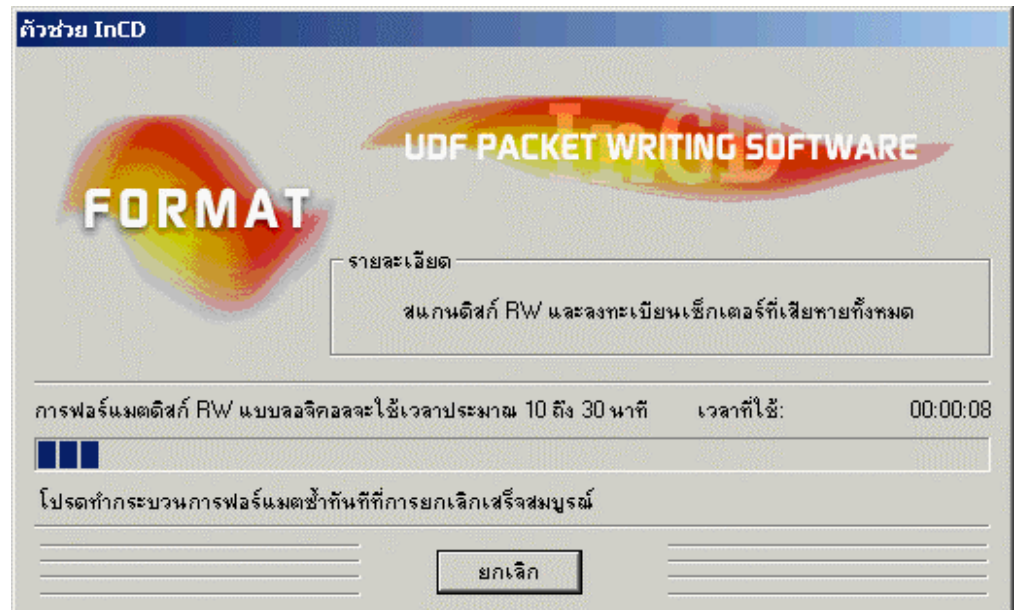 ตัวช่วย InCD
InCD
UDF PACKET WRITING SOFTWARE
FORMAT
รายละเอียด
สแกนดิสก์ RW และลงทะเบียนเซ็กเตอร์ที่เสียหายทั้งหมด
การฟอร์แมตดิสก์ RW แบบลอจิคอลจะใช้เวลาประมาณ 10 ถึง 30 นาที เวลาที่ใช้: 00:00:08
โปรดทำกระบวนการฟอร์แมตซ้ำทันทีที่การยกเลิกเสร็จสมบูรณ์
ยกเลิก